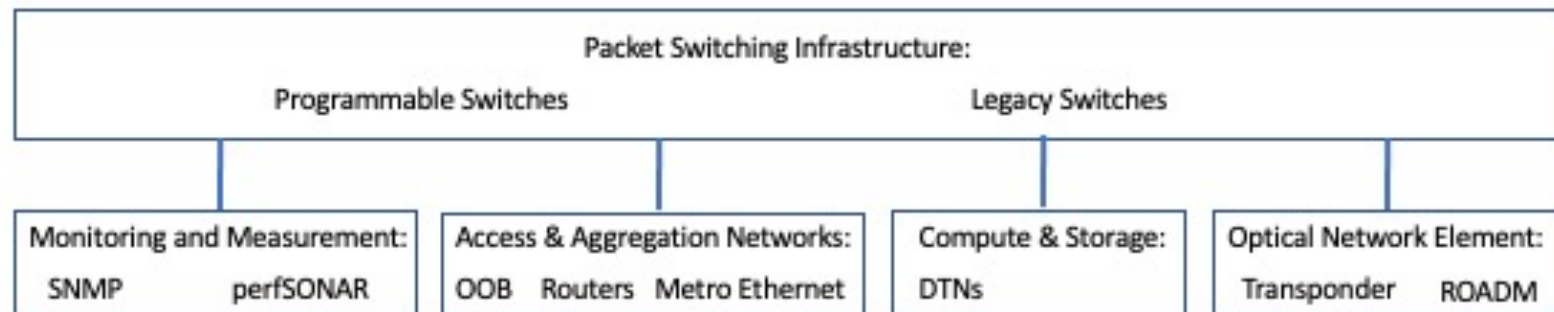 Packet Switching Infrastructure:
Programmable Switches Legacy Switches
Monitoring and Measurement:
SNMP perfSONAR
Access & Aggregation Networks:
OOB Routers Metro Ethernet
Compute & Storage:
DTNs
Optical Network Element:
Transponder ROADM